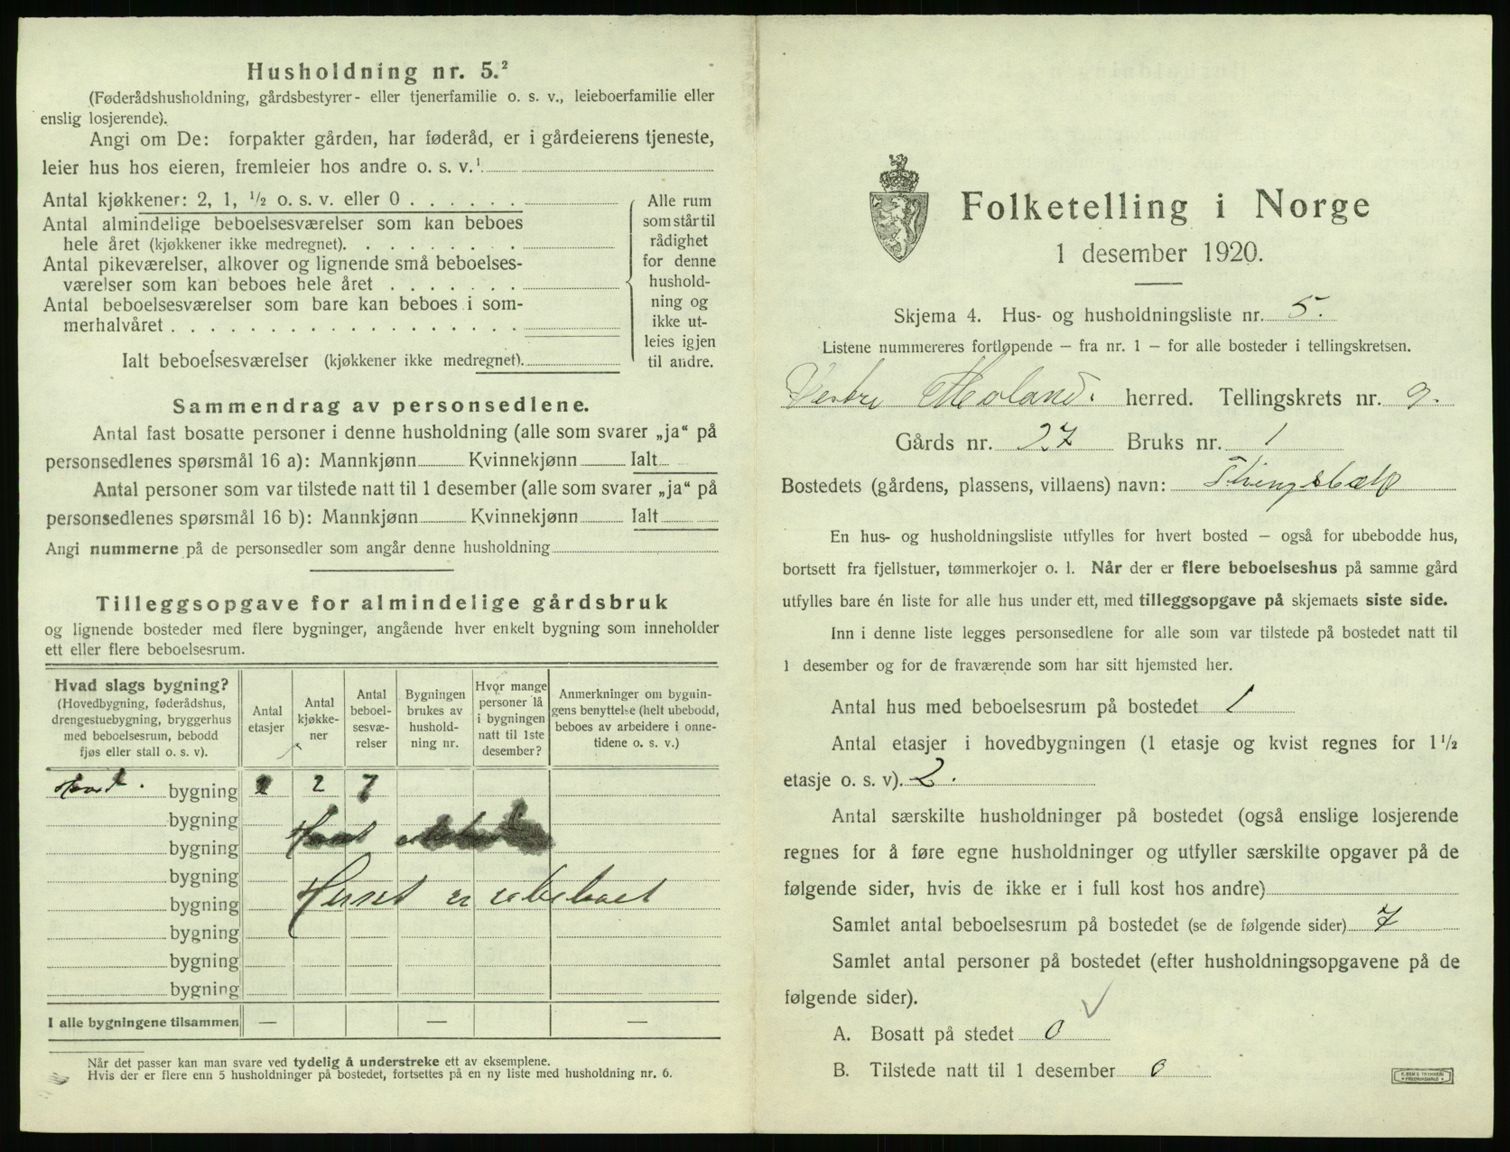 Husholdning nr. 5.²
(Føderådshusholdning, gårdsbestyrer- eller tjenerfamilie o. s. v., leieboerfamilie eller
enslig losjerende).
Angi om De: forpakter gården, har føderåd, er i gårdeierens tjeneste,
leier hus hos eieren, fremleier hos andre o. s. v.¹
Antal kjøkkener: 2, 1, ½ o. s. v. eller 0
Antal almindelige beboelsesværelser som kan beboes
hele året (kjøkkener ikke medregnet).
Antal pikeværelser, alkover og lignende små beboelses-
værelser som kan beboes hele året
Antal beboelsesværelser som bare kan beboes i som-
merhalvåret
Ialt beboelsesværelser (kjøkkener ikke medregnet).
Alle rum
som står til
rådighet
for denne
hushold-
ning og
ikke ut-
leies igjen
til andre.
Sammendrag av personsedlene.
Antal fast bosatte personer i denne husholdning (alle som svarer „ja“ på
personsedlenes spørsmål 16 a): Mannkjønn Kvinnekjønn Ialt
Antal personer som var tilstede natt til 1 desember (alle som svarer „ja“ på
personsedlenes spørsmål 16 b): Mannkjønn Kvinnekjønn Ialt
Angi nummerne på de personsedler som angår denne husholdning
Tilleggsopgave for almindelige gårdsbruk
og lignende bosteder med flere bygninger, angående hver enkelt bygning som inneholder
ett eller flere beboelsesrum.
Hvad slags bygning?
(Hovedbygning, føderådshus,
drengestuebygning, bryggerhus
med beboelsesrum, bebodd
fjøs eller stall o. s. v).
Antal
etasjer
Antal
kjøkke-
ner
Antal
beboel-
sesvæ-
relser
Bygningen
brukes av
hushold-
ning nr.
Hvor mange
personer lå
i bygningen
natt til 1ste
desember?
Anmerkninger om bygnin-
gens benyttelse (helt ubebodd,
beboes av arbeidere i onne-
tidene o. s. v.)
bygning 2 2 7
bygning
bygning
bygning
bygning Huset er ubeboet
bygning
bygning
bygning
I alle bygningene tilsammen — — —
Når det passer kan man svare ved tydelig å understreke ett av eksemplene.
Hvis der er flere enn 5 husholdninger på bostedet, fortsettes på en ny liste med husholdning nr. 6.
Folketelling i Norge
1 desember 1920.
Skjema 4. Hus- og husholdningsliste nr. 5.
Listene nummereres fortløpende – fra nr. 1 – for alle bosteder i tellingskretsen.
Vestre Moland. herred. Tellingskrets nr. 9.
Gårds nr. 27 Bruks nr. 1
Bostedets (gårdens, plassens, villaens) navn:
En hus- og husholdningsliste utfylles for hvert bosted – også for ubebodde hus,
bortsett fra fjellstuer, tømmerkojer o. l. Når der er flere beboelseshus på samme gård
utfylles bare én liste for alle hus under ett, med tilleggsopgave på skjemaets siste side.
Inn i denne liste legges personsedlene for alle som var tilstede på bostedet natt til
1 desember og for de fraværende som har sitt hjemsted her.
Antal hus med beboelsesrum på bostedet 1
Antal etasjer i hovedbygningen (1 etasje og kvist regnes for 1½
etasje o. s. v). 2.
Antal særskilte husholdninger på bostedet (også enslige losjerende
regnes for å føre egne husholdninger og utfyller særskilte opgaver på de
følgende sider, hvis de ikke er i full kost hos andre)
Samlet antal beboelsesrum på bostedet (se de følgende sider) 7
Samlet antal personer på bostedet (efter husholdningsopgavene på de
følgende sider).
A. Bosatt på stedet 0
B. Tilstede natt til 1 desember 0